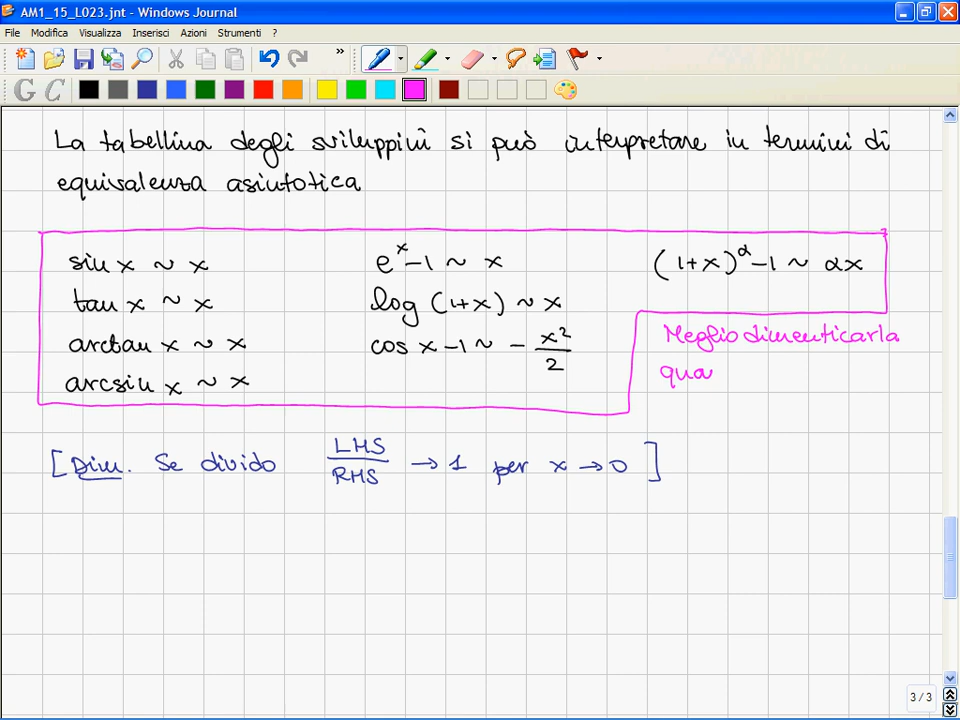 AM1_15_L023.jnt - Windows Journal
File Modifica Visualizza Inserisci Azioni Strumenti ?
La tabellina degli sviluppini si può interpretare in termini di
equivalenza asintotica
sin x ~ x
tan x ~ x
arctan x ~ x
arcsin x ~ x
e^x - 1 ~ x
log (1+x) ~ x
cos x - 1 ~ - x²/2
(1+x)^α - 1 ~ αx
Meglio dimenticarla
qua
[Dim. Se divido LHS/RHS → 1 per x → 0]
3 / 3